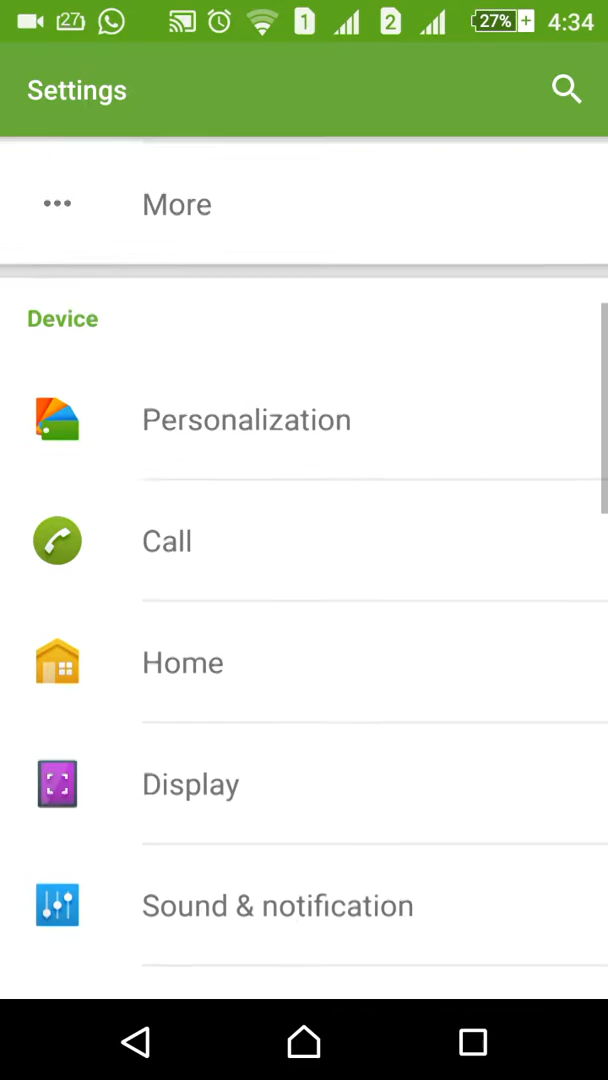 27 1 2 27% 4:34
Settings
More
Device
Personalization
Call
Home
Display
Sound & notification